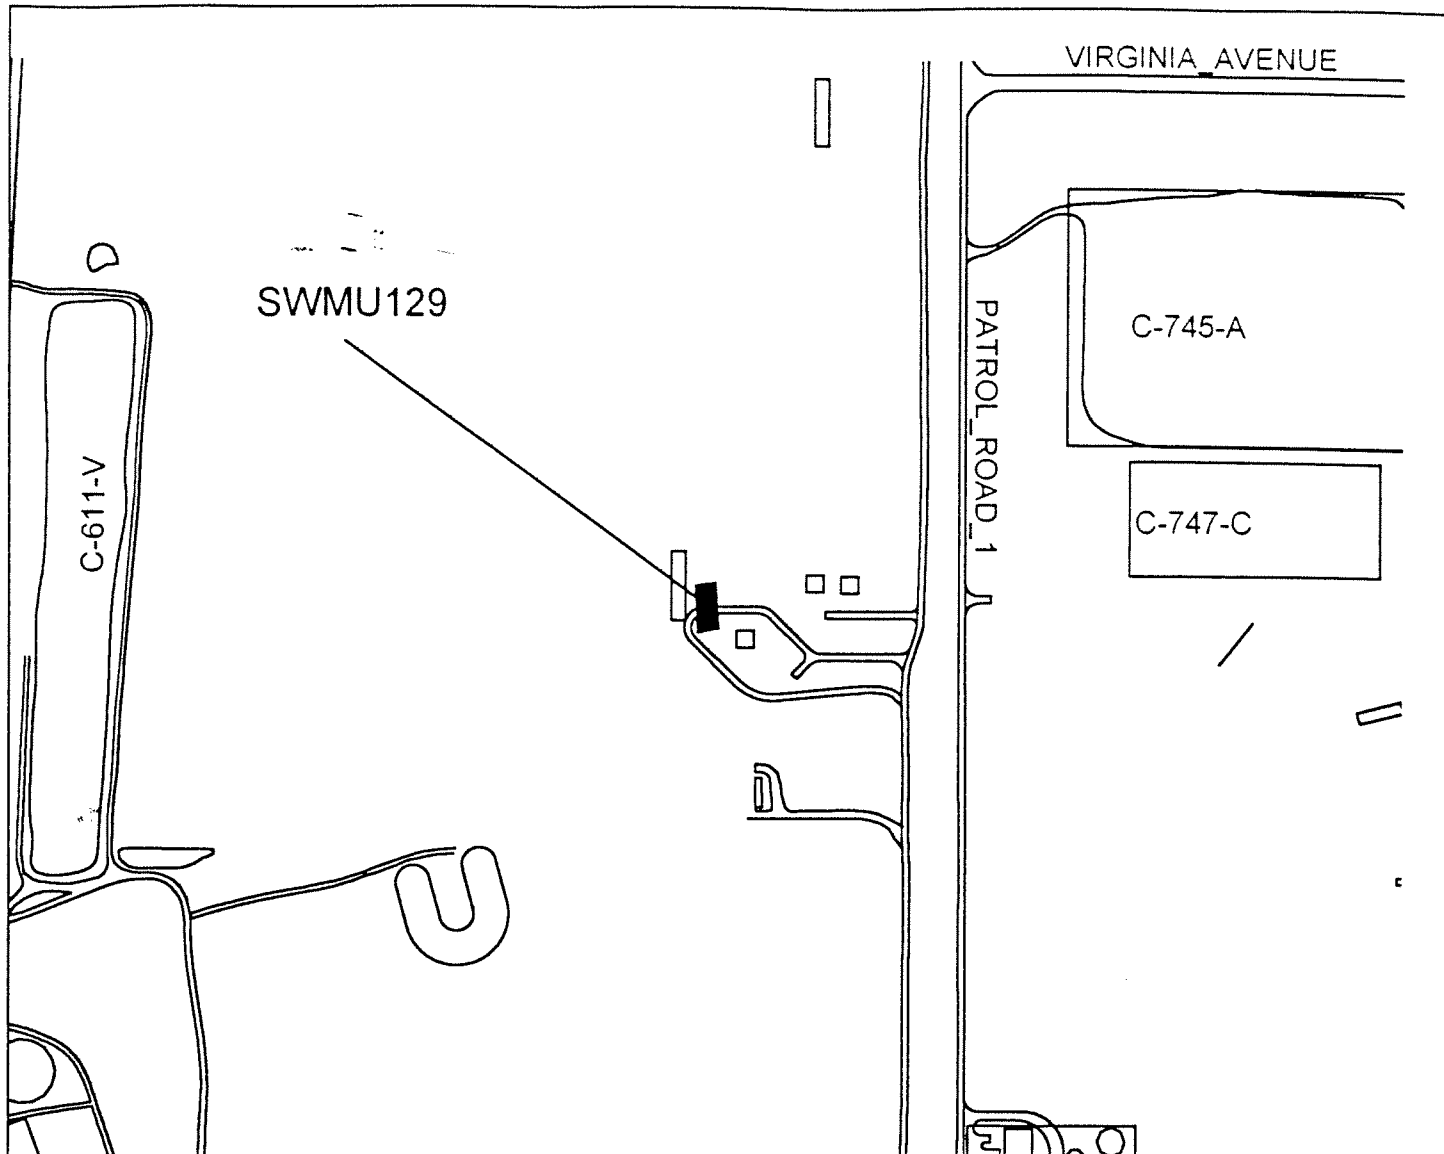 VIRGINIA_AVENUE
SWMU129
PATROL_ROAD_1
C-745-A
C-611-V
C-747-C